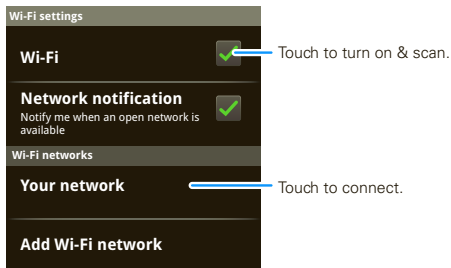 Wi-Fi settings
Wi-Fi
Touch to turn on & scan.
Network notification
Notify me when an open network is
available
Wi-Fi networks
Your network
Touch to connect.
Add Wi-Fi network